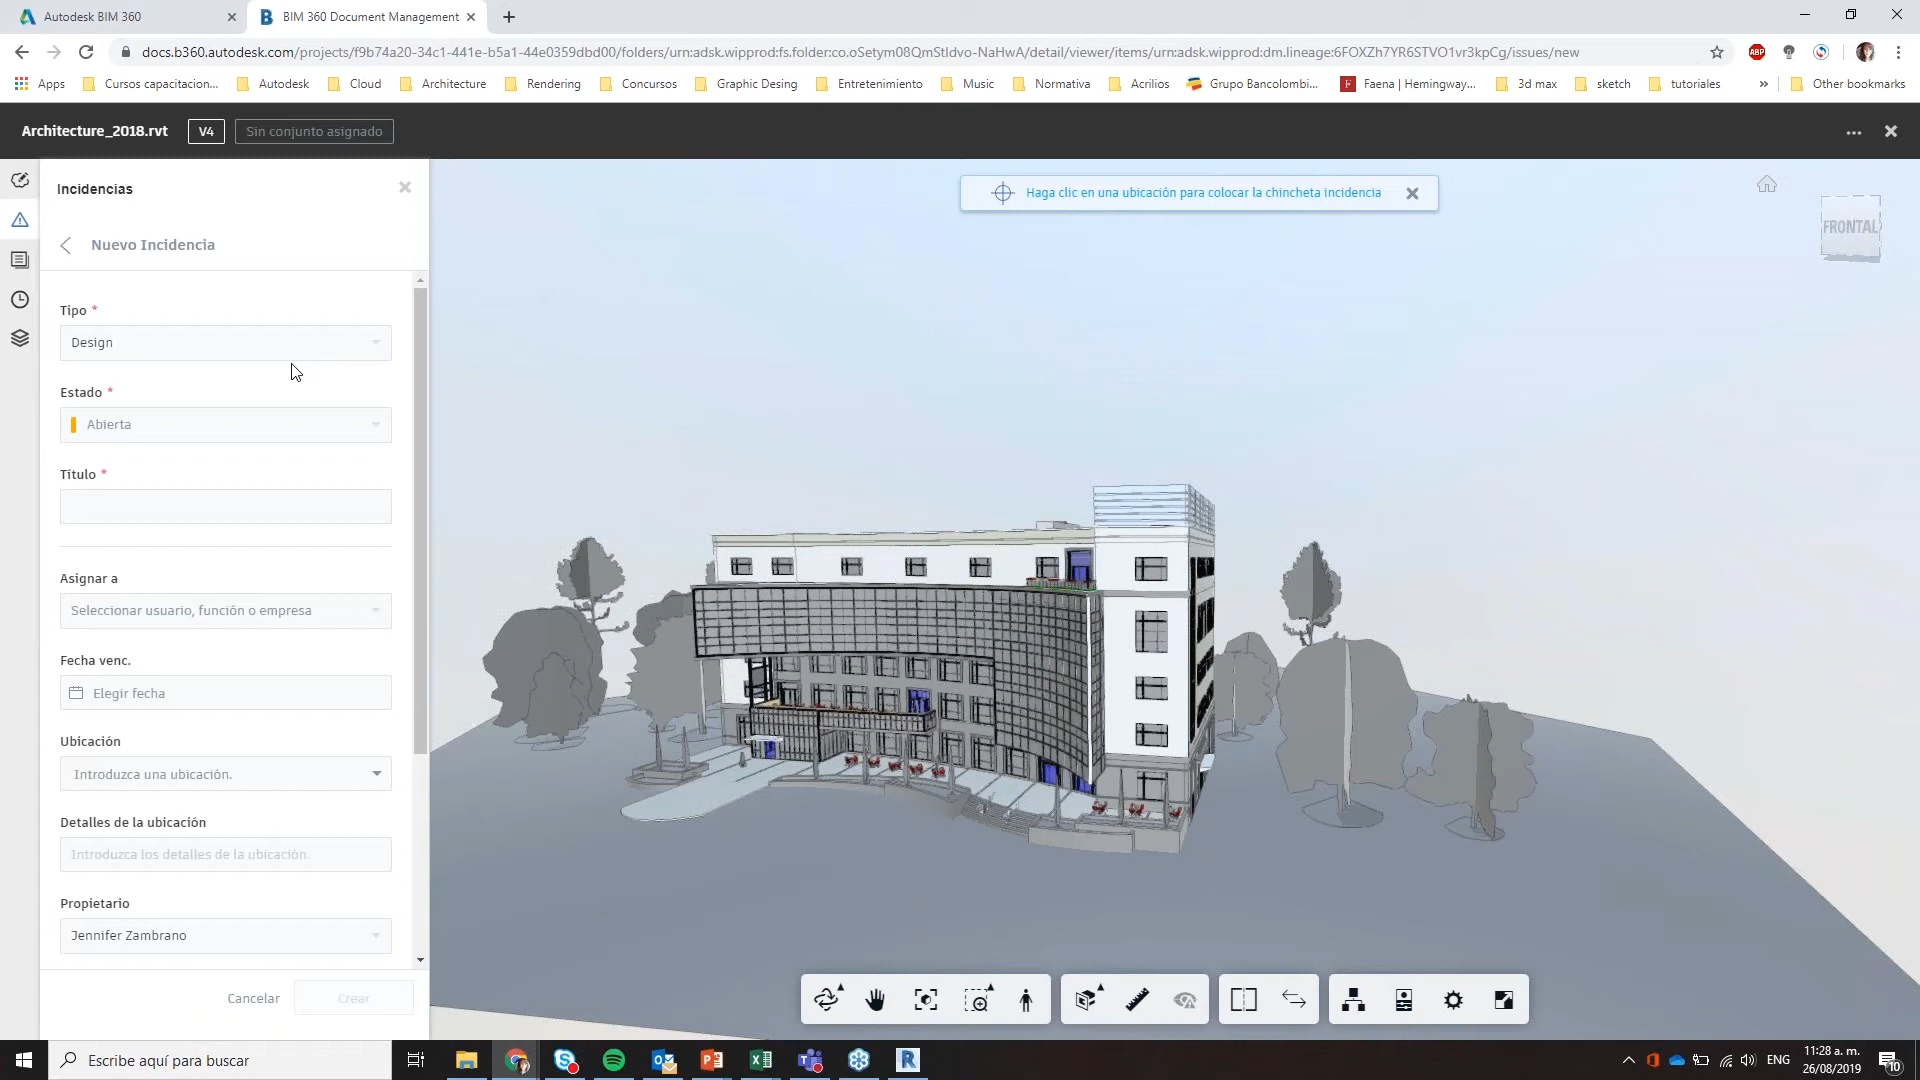 Autodesk BIM 360
BIM 360 Document Management
docs.b360.autodesk.com/projects/f9b74a20-34c1-441e-b5a1-44e0359dbd00/folders/urn:adsk.wipprod:fs.folder:co.oSetym08QmStIdvo-NaHwA/detail/viewer/items/urn:adsk.wipprod:dm.lineage:6FOXZh7YR6STVO1vr3kpCg/issues/new
ABP
Apps
Cursos capacitacion...
Autodesk
Cloud
Architecture
Rendering
Concursos
Graphic Desing
Entretenimiento
Music
Normativa
Acrilios
Grupo Bancolombi...
F
Faena | Hemingway...
3d max
sketch
tutoriales
»
Other bookmarks
Architecture_2018.rvt
V4
Sin conjunto asignado
Incidencias
Haga clic en una ubicación para colocar la chincheta incidencia
FRONTAL
Nuevo Incidencia
Tipo *
Design
Estado *
Abierta
Título *
Asignar a
Seleccionar usuario, función o empresa
Fecha venc.
Elegir fecha
Ubicación
Introduzca una ubicación.
Detalles de la ubicación
Introduzca los detalles de la ubicación.
Propietario
Jennifer Zambrano
Cancelar
Crear
Escribe aquí para buscar
ENG
11:28 a. m.
26/08/2019
10